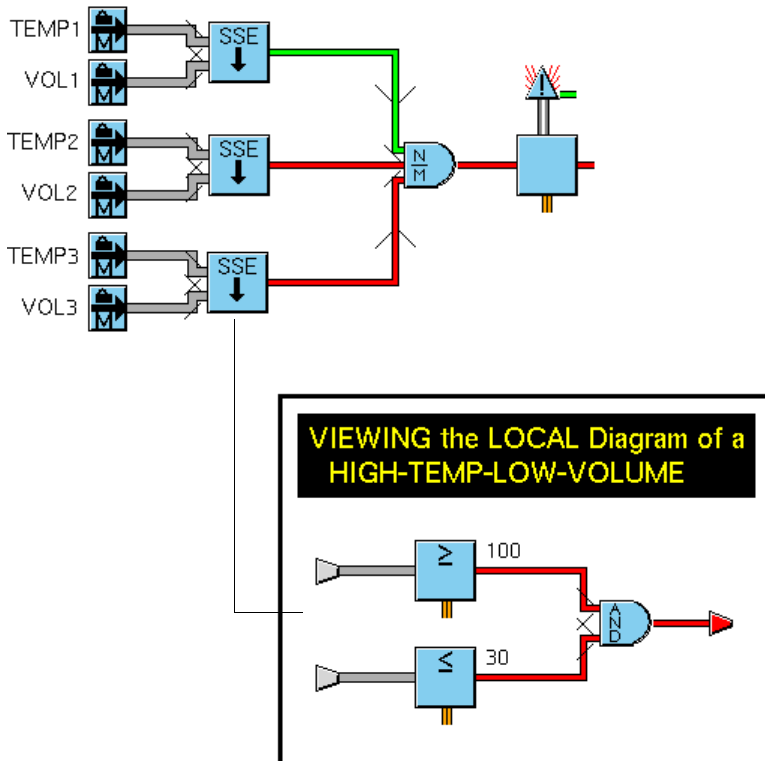 TEMP1
M
SSE
VOL1
M
!
TEMP2
M
SSE
N
M
VOL2
M
TEMP3
M
SSE
VOL3
M
VIEWING the LOCAL Diagram of a
HIGH-TEMP-LOW-VOLUME
≥
100
AND
≤
30